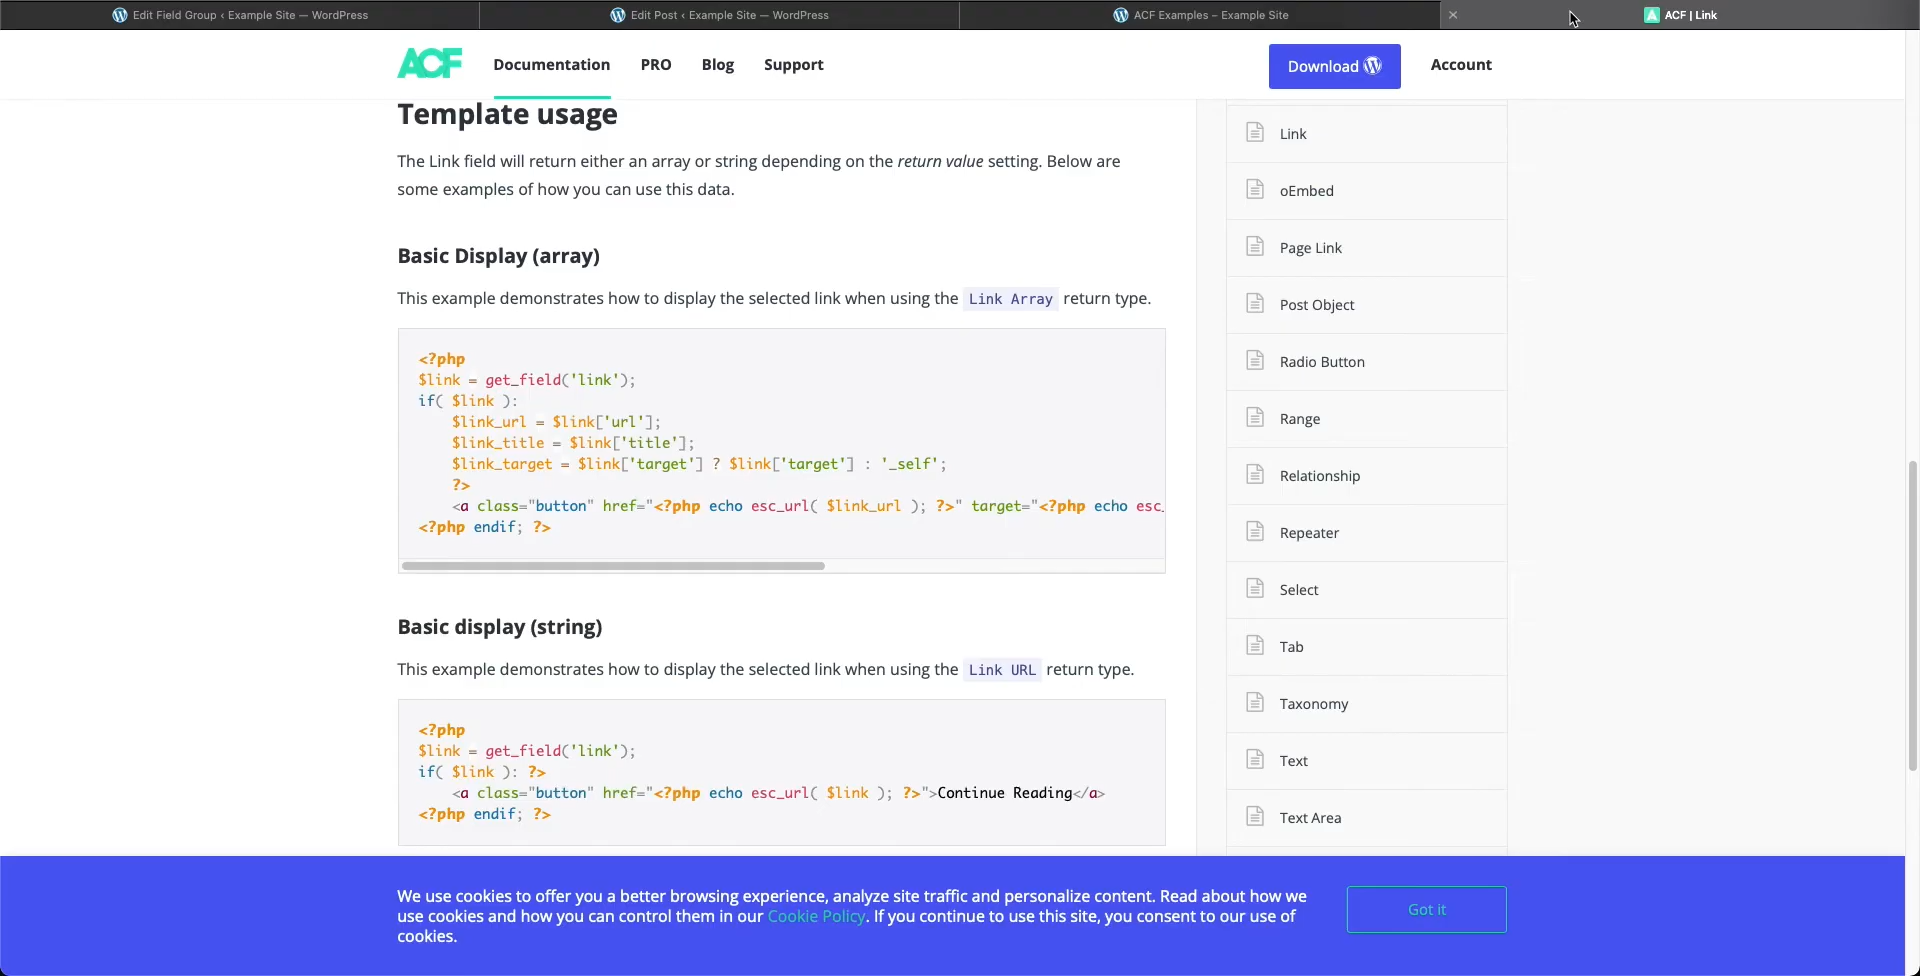 Edit Field Group ‹ Example Site — WordPress
Edit Post ‹ Example Site — WordPress
ACF Examples – Example Site
ACF | Link
ACF
Documentation
PRO
Blog
Support
Download
Account
Template usage
The Link field will return either an array or string depending on the return value setting. Below are
some examples of how you can use this data.
Basic Display (array)
This example demonstrates how to display the selected link when using the Link Array return type.
<?php
$link = get_field('link');
if( $link ):
    $link_url = $link['url'];
    $link_title = $link['title'];
    $link_target = $link['target'] ? $link['target'] : '_self';
    ?>
    <a class="button" href="<?php echo esc_url( $link_url ); ?>" target="<?php echo esc_
<?php endif; ?>
Basic display (string)
This example demonstrates how to display the selected link when using the Link URL return type.
<?php
$link = get_field('link');
if( $link ): ?>
    <a class="button" href="<?php echo esc_url( $link ); ?>">Continue Reading</a>
<?php endif; ?>
Link
oEmbed
Page Link
Post Object
Radio Button
Range
Relationship
Repeater
Select
Tab
Taxonomy
Text
Text Area
We use cookies to offer you a better browsing experience, analyze site traffic and personalize content. Read about how we
use cookies and how you can control them in our Cookie Policy. If you continue to use this site, you consent to our use of
cookies.
Got it